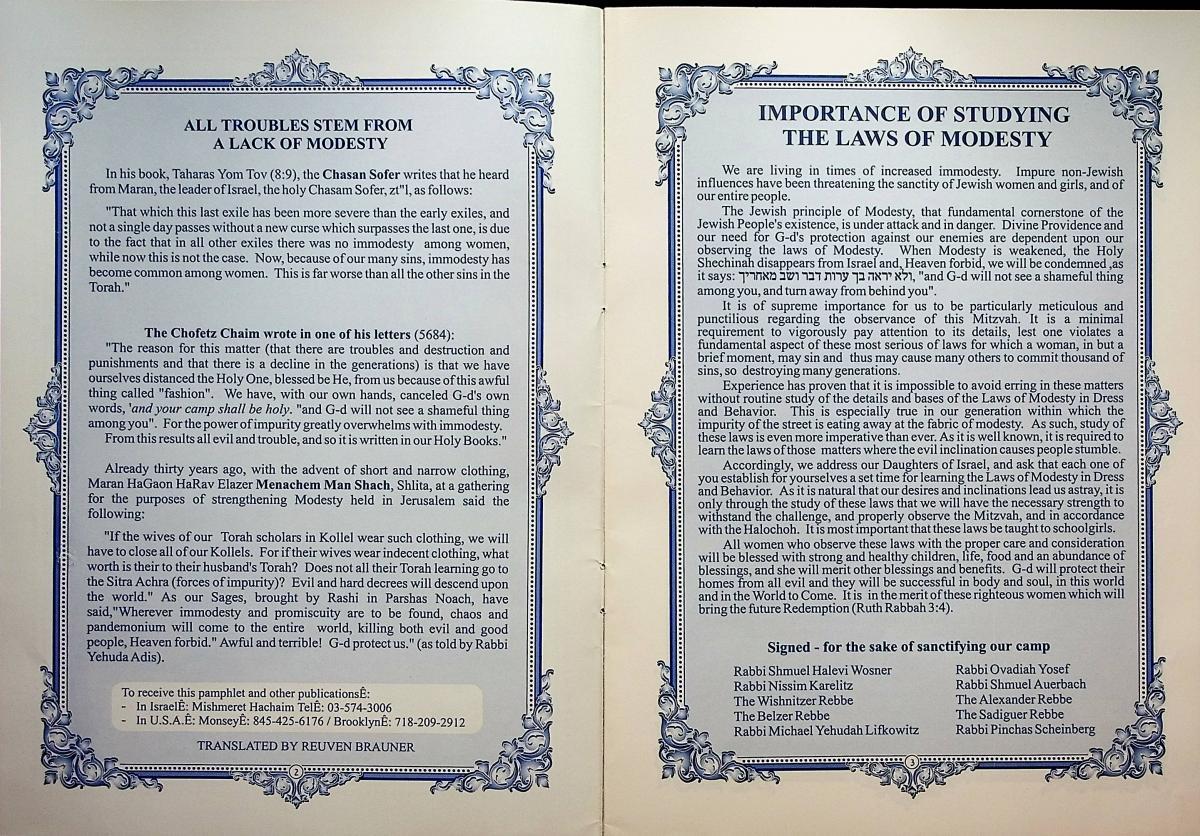 ALL TROUBLES STEM FROM
A LACK OF MODESTY
In his book, Taharas Yom Tov (8:9), the Chasan Sofer writes that he heard
from Maran, the leader of Israel, the holy Chasam Sofer, zt"l, as follows:
"That which this last exile has been more severe than the early exiles, and
not a single day passes without a new curse which surpasses the last one, is due
to the fact that in all other exiles there was no immodesty among women,
while now this is not the case. Now, because of our many sins, immodesty has
become common among women. This is far worse than all the other sins in the
Torah."
The Chofetz Chaim wrote in one of his letters (5684):
"The reason for this matter (that there are troubles and destruction and
punishments and that there is a decline in the generations) is that we have
ourselves distanced the Holy One, blessed be He, from us because of this awful
thing called "fashion". We have, with our own hands, canceled G-d's own
words, 'and your camp shall be holy. "and G-d will not see a shameful thing
among you". For the power of impurity greatly overwhelms with immodesty.
From this results all evil and trouble, and so it is written in our Holy Books."
Already thirty years ago, with the advent of short and narrow clothing,
Maran HaGaon HaRav Elazer Menachem Man Shach, Shlita, at a gathering
for the purposes of strengthening Modesty held in Jerusalem said the
following:
"If the wives of our Torah scholars in Kollel wear such clothing, we will
have to close all of our Kollels. For if their wives wear indecent clothing, what
worth is their to their husband's Torah? Does not all their Torah learning go to
the Sitra Achra (forces of impurity)? Evil and hard decrees will descend upon
the world." As our Sages, brought by Rashi in Parshas Noach, have
said,"Wherever immodesty and promiscuity are to be found, chaos and
pandemonium will come to the entire world, killing both evil and good
people, Heaven forbid." Awful and terrible! G-d protect us." (as told by Rabbi
Yehuda Adis).
To receive this pamphlet and other publicationsÊ:
- In IsraelÊ: Mishmeret Hachaim TelÊ: 03-574-3006
- In U.S.A.Ê: MonseyÊ: 845-425-6176 / BrooklynÊ: 718-209-2912
TRANSLATED BY REUVEN BRAUNER
2
IMPORTANCE OF STUDYING
THE LAWS OF MODESTY
We are living in times of increased immodesty. Impure non-Jewish
influences have been threatening the sanctity of Jewish women and girls, and of
our entire people.
The Jewish principle of Modesty, that fundamental cornerstone of the
Jewish People's existence, is under attack and in danger. Divine Providence and
our need for G-d's protection against our enemies are dependent upon our
observing the laws of Modesty. When Modesty is weakened, the Holy
Shechinah disappears from Israel and, Heaven forbid, we will be condemned ,as
it says: ולא יראה בך ערות דבר ושב מאחריך, "and G-d will not see a shameful thing
among you, and turn away from behind you".
It is of supreme importance for us to be particularly meticulous and
punctilious regarding the observance of this Mitzvah. It is a minimal
requirement to vigorously pay attention to its details, lest one violates a
fundamental aspect of these most serious of laws for which a woman, in but a
brief moment, may sin and thus may cause many others to commit thousand of
sins, so destroying many generations.
Experience has proven that it is impossible to avoid erring in these matters
without routine study of the details and bases of the Laws of Modesty in Dress
and Behavior. This is especially true in our generation within which the
impurity of the street is eating away at the fabric of modesty. As such, study of
these laws is even more imperative than ever. As it is well known, it is required to
learn the laws of those matters where the evil inclination causes people stumble.
Accordingly, we address our Daughters of Israel, and ask that each one of
you establish for yourselves a set time for learning the Laws of Modesty in Dress
and Behavior. As it is natural that our desires and inclinations lead us astray, it is
only through the study of these laws that we will have the necessary strength to
withstand the challenge, and properly observe the Mitzvah, and in accordance
with the Halochoh. It is most important that these laws be taught to schoolgirls.
All women who observe these laws with the proper care and consideration
will be blessed with strong and healthy children, life, food and an abundance of
blessings, and she will merit other blessings and benefits. G-d will protect their
homes from all evil and they will be successful in body and soul, in this world
and in the World to Come. It is in the merit of these righteous women which will
bring the future Redemption (Ruth Rabbah 3:4).
Signed - for the sake of sanctifying our camp
Rabbi Shmuel Halevi Wosner
Rabbi Nissim Karelitz
The Wishnitzer Rebbe
The Belzer Rebbe
Rabbi Michael Yehudah Lifkowitz
Rabbi Ovadiah Yosef
Rabbi Shmuel Auerbach
The Alexander Rebbe
The Sadiguer Rebbe
Rabbi Pinchas Scheinberg
3